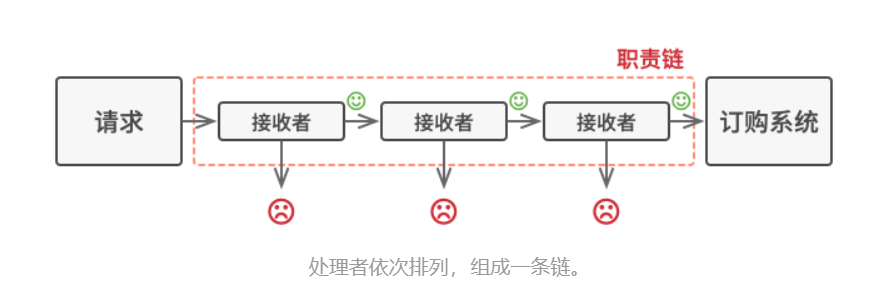 职责链
请求
接收者
接收者
接收者
订购系统
处理者依次排列，组成一条链。